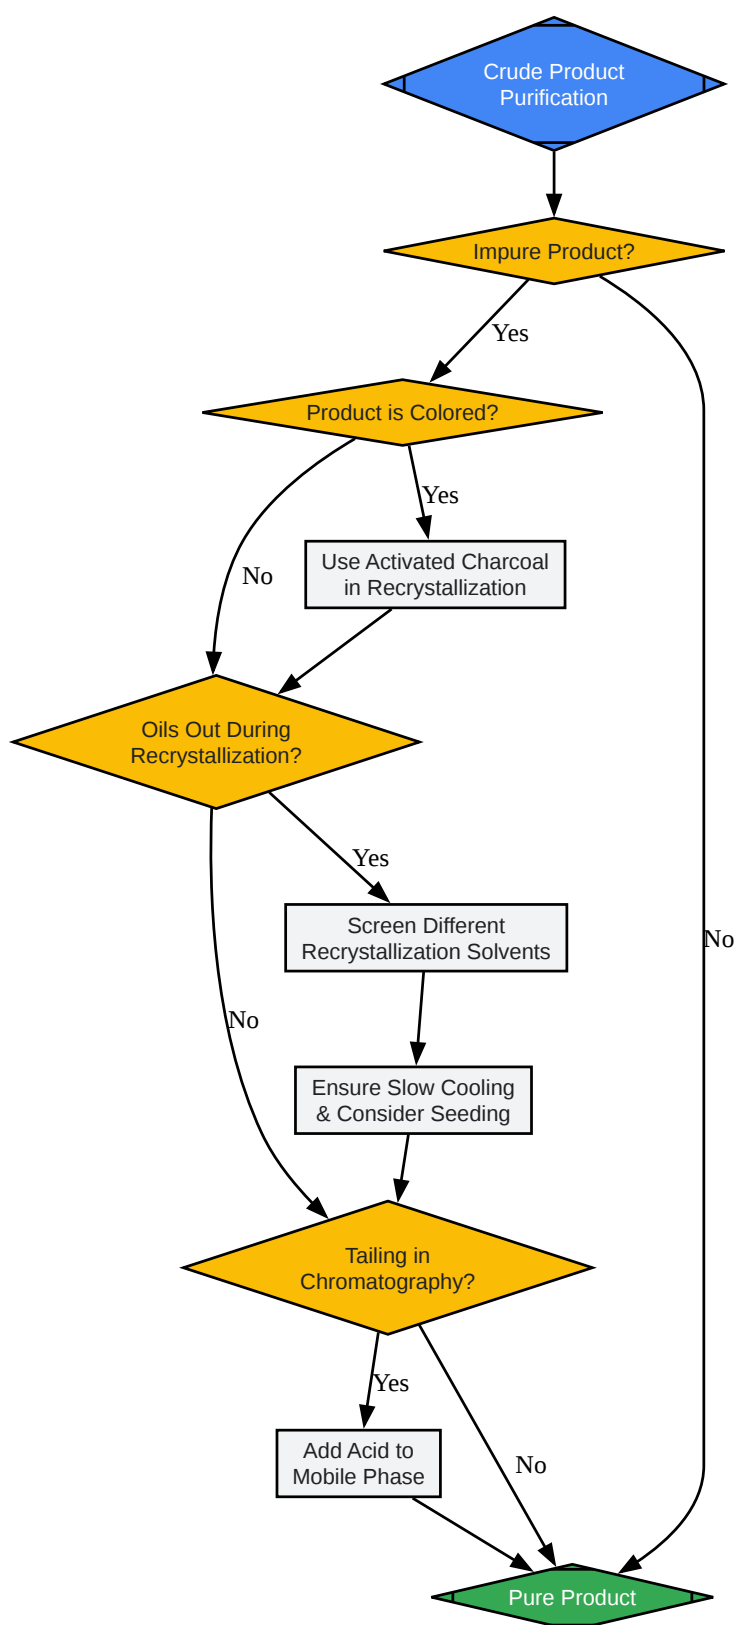 Crude Product
Purification
Impure Product?
Yes
Product is Colored?
Yes
No
Use Activated Charcoal
in Recrystallization
Oils Out During
Recrystallization?
Yes
Screen Different
Recrystallization Solvents
No
No
Ensure Slow Cooling
& Consider Seeding
Tailing in
Chromatography?
Yes
No
Add Acid to
Mobile Phase
Pure Product